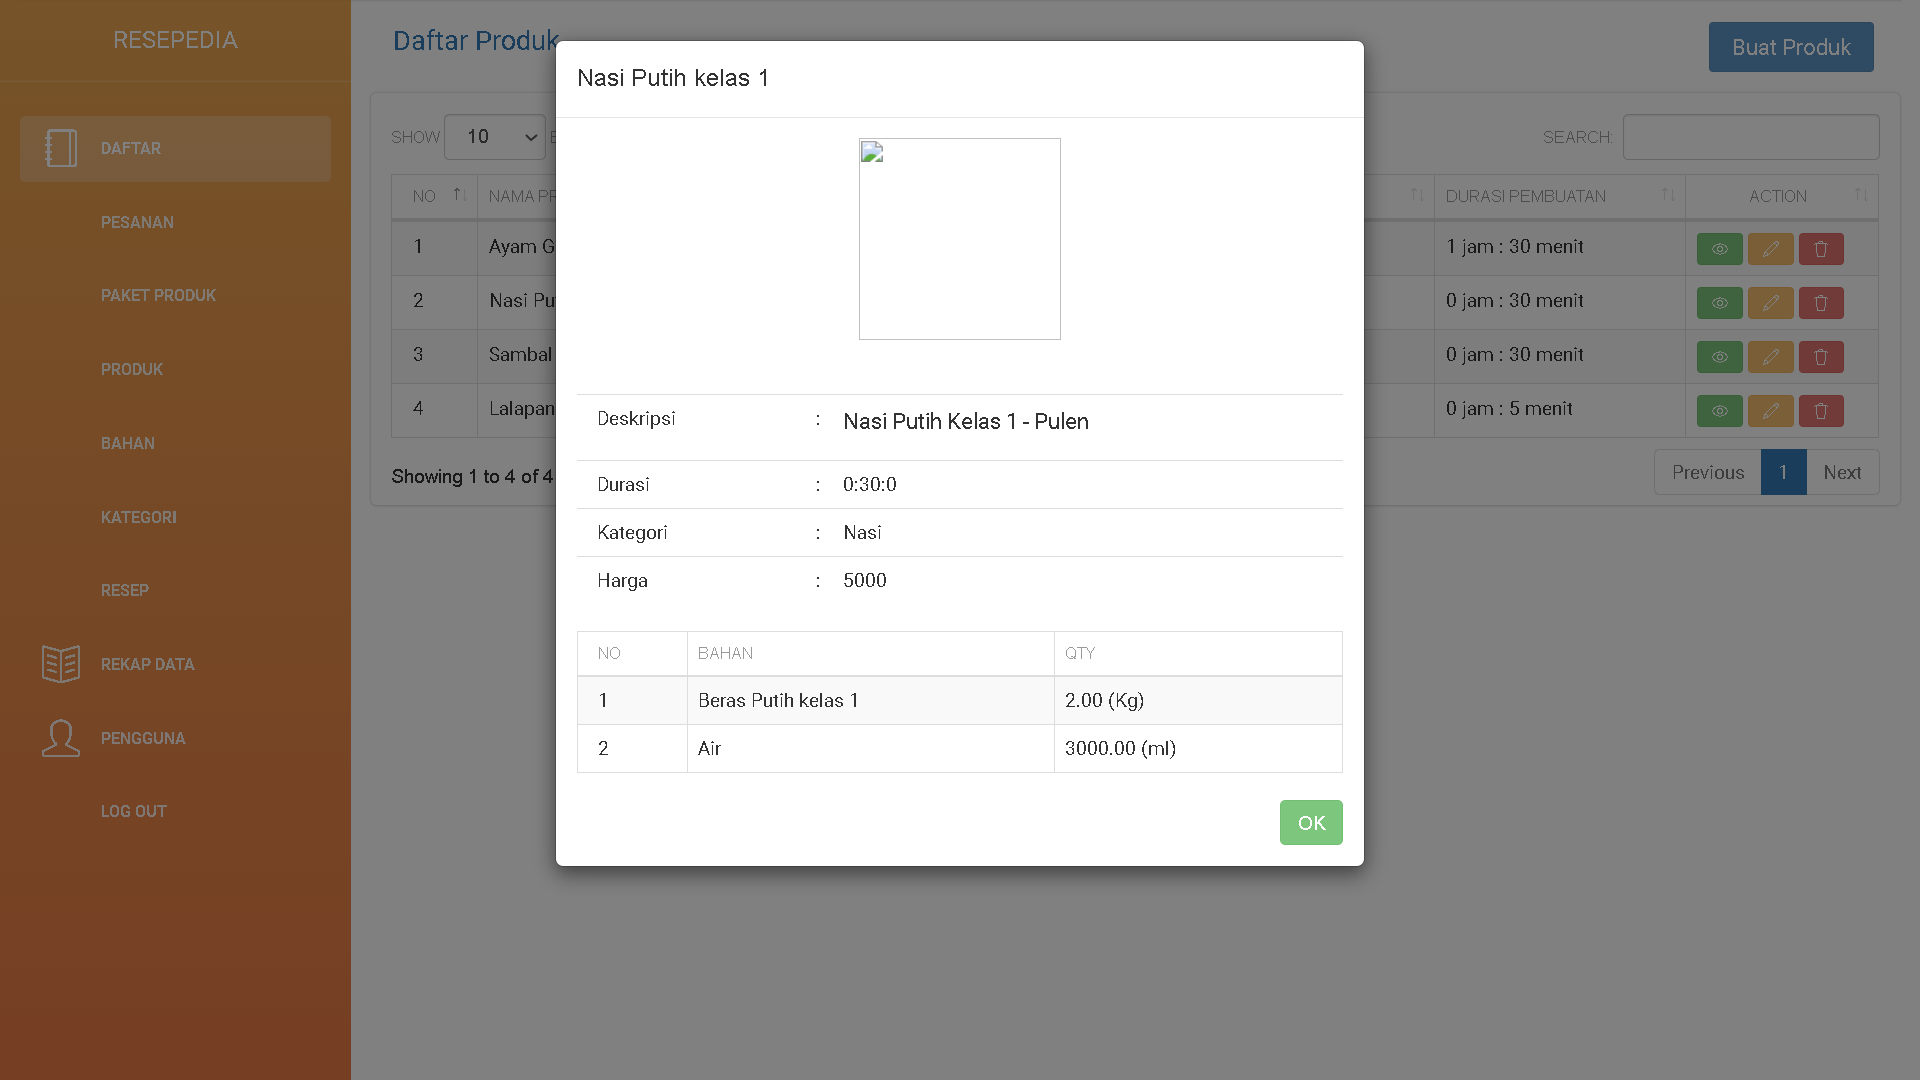 RESEPEDIA
DAFTAR
PESANAN
PAKET PRODUK
PRODUK
BAHAN
KATEGORI
RESEP
REKAP DATA
PENGGUNA
LOG OUT
Daftar Produk
Buat Produk
SHOW 10
SEARCH:
NO NAMA DURASI PEMBUATAN ACTION
1 Ayam 1 jam : 30 menit
2 Nasi 0 jam : 30 menit
3 Sambal 0 jam : 30 menit
4 Lalapan 0 jam : 5 menit
Showing 1 to 4 of 4
Previous 1 Next
Nasi Putih kelas 1
Deskripsi : Nasi Putih Kelas 1 - Pulen
Durasi : 0:30:0
Kategori : Nasi
Harga : 5000
NO BAHAN QTY
1 Beras Putih kelas 1 2.00 (Kg)
2 Air 3000.00 (ml)
OK